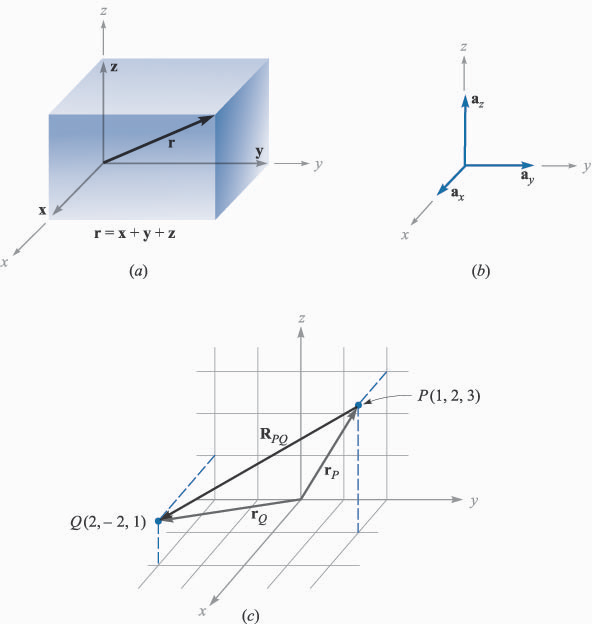 z
z
r
y
y
x
r = x + y + z
x
(a)
z
a_z
y
a_y
a_x
x
(b)
z
P(1, 2, 3)
R_PQ
r_P
y
r_Q
Q(2, – 2, 1)
x
(c)